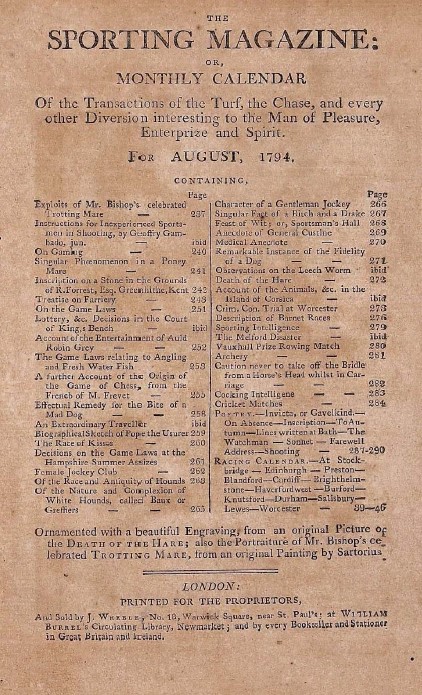 THE
SPORTING MAGAZINE:
OR,
MONTHLY CALENDAR
Of the Transactions of the Turf, the Chase, and every
other Diversion interesting to the Man of Pleasure,
Enterprize and Spirit.
FOR AUGUST, 1794.
CONTAINING,
Page
Exploits of Mr. Bishop's celebrated
Trotting Mare — 237
Instructions for Inexperienced Sports-
men in Shooting, by Geoffry Gam-
bado, jun. — ibid
On Gaming — 240
Singular Phenomenon in a Poney
Mare — 241
Inscription on a Stone in the Grounds
of R. Forrest, Esq. Greenhithe, Kent 242
Treatise on Farriery — 243
On the Game Laws — 251
Lottery, &c. Decisions in the Court
of King's Bench — ibid
Account of the Entertainment of Auld
Robin Grey — 252
The Game Laws relating to Angling
and Fresh Water Fish 253
A further Account of the Origin of
the Game of Chess, from the
French of M. Frevet — 255
Effectual Remedy for the Bite of a
Mad Dog — 258
An Extraordinary Traveller ibid
Biographical Sketch of Pope the Usurer 259
The Race of Kisses — 260
Decisions on the Game Laws at the
Hampshire Summer Assizes 261
Female Jockey Club — 262
Of the Race and Antiquity of Hounds 263
Of the Nature and Complexion of
White Hounds, called Baux or
Greffiers — 265
Page
Character of a Gentleman Jockey 266
Singular Fact of a Bitch and a Drake 267
Feast of Wit; or, Sportsman's Hall 268
Anecdote of General Custine 269
Medical Anecdote — 270
Remarkable Instance of the Fidelity
of a Dog — 271
Observations on the Leech Worm ibid
Death of the Hare — 272
Account of the Animals, &c. in the
Island of Corsica — ibid
Crim. Con. Trial at Worcester 273
Description of Barnet Races 276
Sporting Intelligence — 279
The Melford Disaster — ibid
Vauxhall Prize Rowing Match 280
Archery — 281
Caution never to take off the Bridle
from a Horse's Head whilst in Car-
riage — 282
Cocking Intelligence — 283
Cricket Matches — 284
POETRY.—Invicta, or Gavelkind.—
On Absence—Inscription—To Au-
tumn—Lines written at Bath—The
Watchman — Sonnet — Farewell
Address—Shooting 287-290
RACING CALENDAR.—At Stock-
bridge — Edinburgh — Preston—
Blandford—Cardiff—Brighthelm-
stone—Haverfordwest—Burford—
Knutsford—Durham—Salisbury—
Lewes—Worcester — 39—46
Ornamented with a beautiful Engraving, from an original Picture of
the DEATH OF THE HARE; also the Portraiture of Mr. Bishop's ce-
lebrated TROTTING MARE, from an original Painting by Sartorius
LONDON:
PRINTED FOR THE PROPRIETORS,
And Sold by J. WHEBLE, No. 18, Warwick Square, near St. Paul's; at WILLIAM
BURREL's Circulating Library, Newmarket; and by every Bookseller and Stationer
in Great Britain and Ireland.